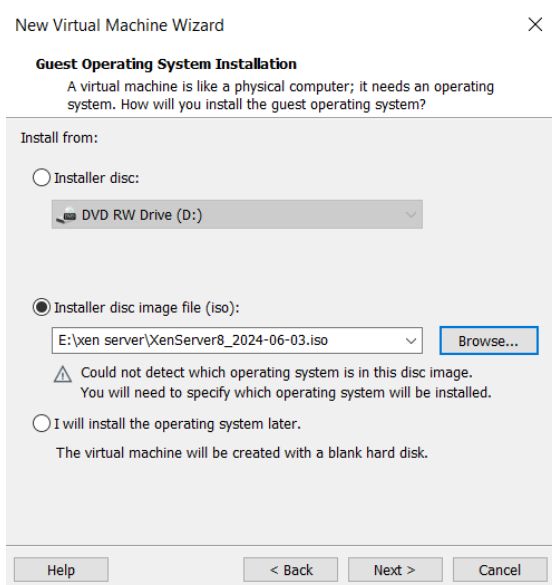 New Virtual Machine Wizard
Guest Operating System Installation
A virtual machine is like a physical computer; it needs an operating
system. How will you install the guest operating system?
Install from:
Installer disc:
DVD RW Drive (D:)
Installer disc image file (iso):
E:\xen server\XenServer8_2024-06-03.iso
Browse...
Could not detect which operating system is in this disc image.
You will need to specify which operating system will be installed.
I will install the operating system later.
The virtual machine will be created with a blank hard disk.
Help
< Back
Next >
Cancel